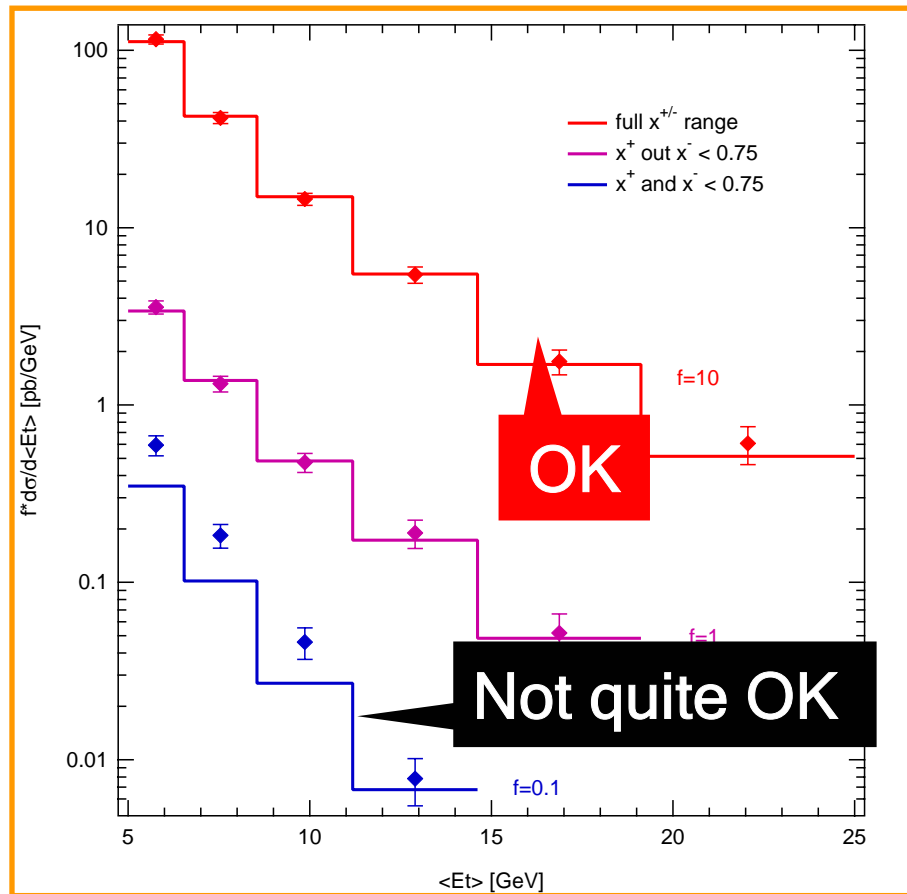 100
10
1
0.1
0.01
f*dσ/d<Et> [pb/GeV]
full x+/- range
x+ out x- < 0.75
x+ and x- < 0.75
f=10
OK
f=1
Not quite OK
f=0.1
5
10
15
20
25
<Et> [GeV]